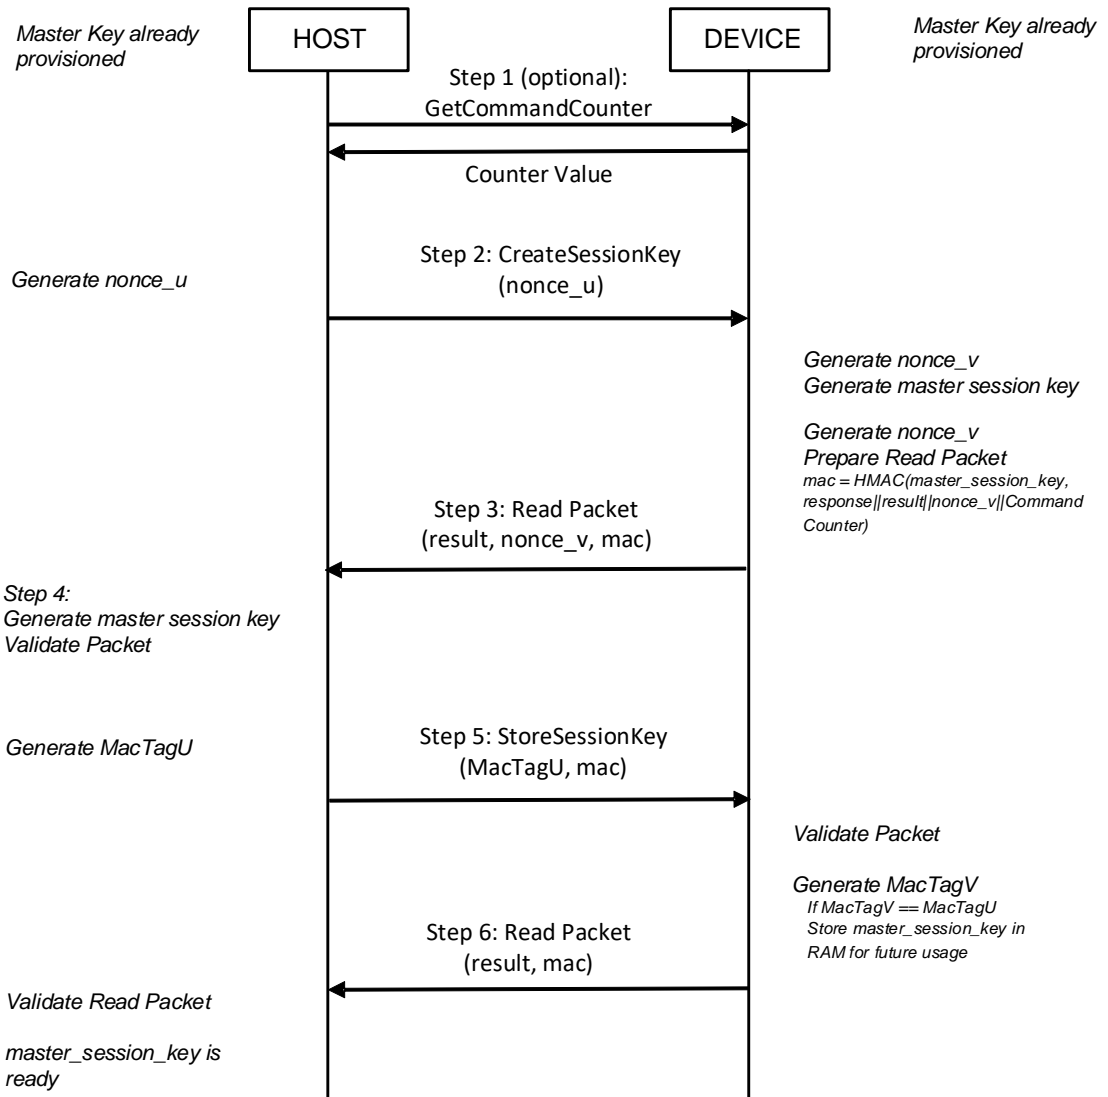 Master Key already
provisioned
HOST
DEVICE
Master Key already
provisioned
Step 1 (optional):
GetCommandCounter
Counter Value
Generate nonce_u
Step 2: CreateSessionKey
(nonce_u)
Generate nonce_v
Generate master session key
Generate nonce_v
Prepare Read Packet
mac = HMAC(master_session_key,
response||result||nonce_v||Command
Counter)
Step 3: Read Packet
(result, nonce_v, mac)
Step 4:
Generate master session key
Validate Packet
Generate MacTagU
Step 5: StoreSessionKey
(MacTagU, mac)
Validate Packet
Generate MacTagV
If MacTagV == MacTagU
Store master_session_key in
RAM for future usage
Step 6: Read Packet
(result, mac)
Validate Read Packet
master_session_key is
ready